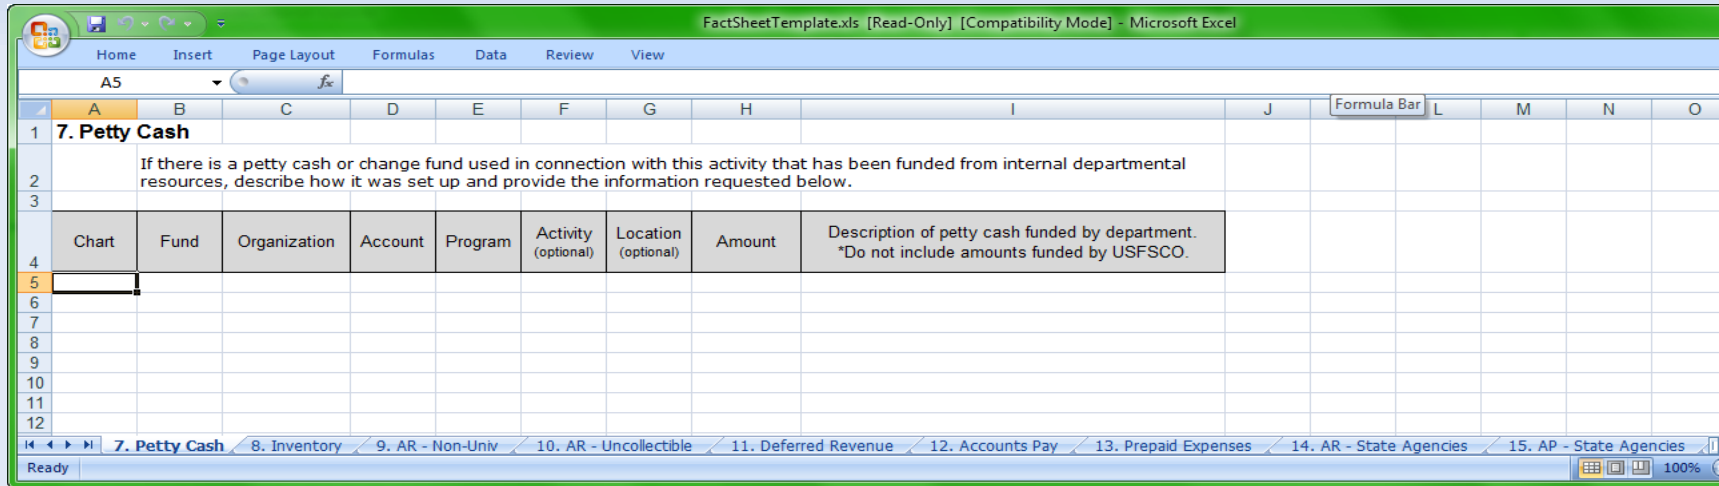 FactSheetTemplate.xls [Read-Only] [Compatibility Mode] - Microsoft Excel
Home Insert Page Layout Formulas Data Review View
A5 fx
Formula Bar
A B C D E F G H I J L M N O
1 7. Petty Cash
If there is a petty cash or change fund used in connection with this activity that has been funded from internal departmental
2 resources, describe how it was set up and provide the information requested below.
3
Chart Fund Organization Account Program Activity (optional) Location (optional) Amount Description of petty cash funded by department.
*Do not include amounts funded by USFSCO.
4
5
6
7
8
9
10
11
12
7. Petty Cash 8. Inventory 9. AR - Non-Univ 10. AR - Uncollectible 11. Deferred Revenue 12. Accounts Pay 13. Prepaid Expenses 14. AR - State Agencies 15. AP - State Agencies
Ready 100%